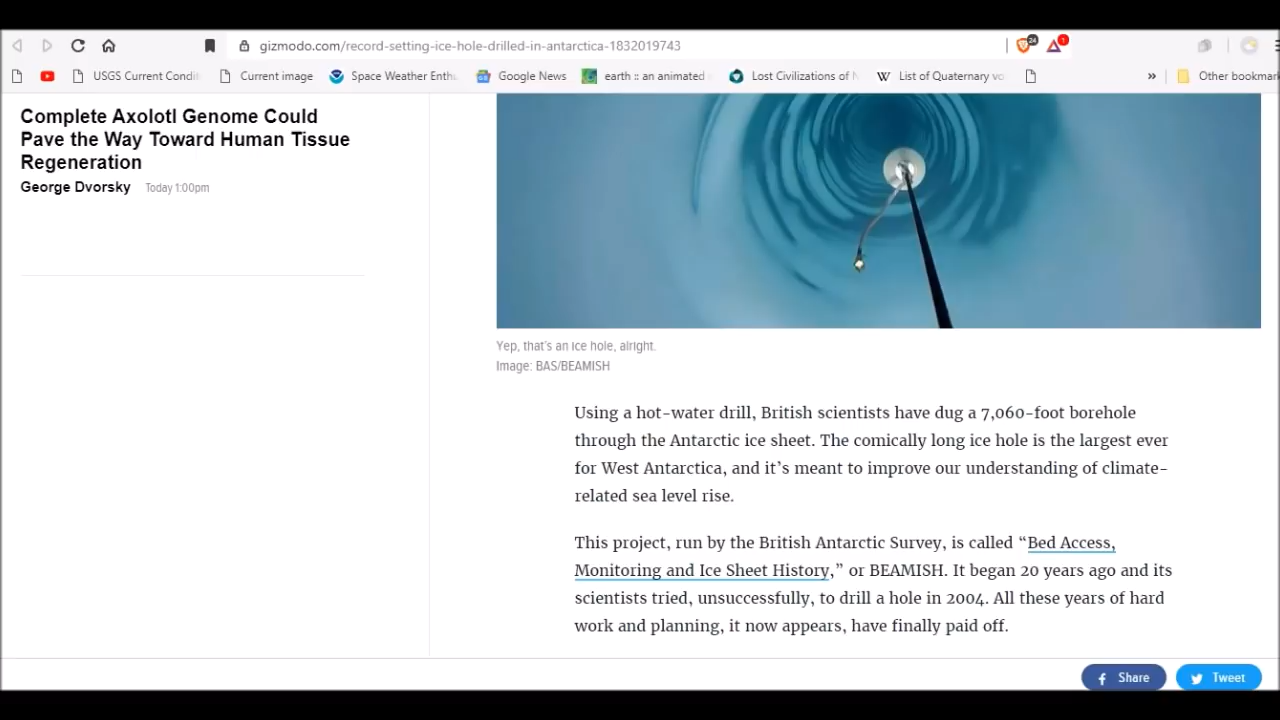 gizmodo.com/record-setting-ice-hole-drilled-in-antarctica-1832019743
24
1
USGS Current Condi
Current image
Space Weather Enth
Google News
earth :: an animated
Lost Civilizations of N
W
List of Quaternary vo
»
Other bookmark
Complete Axolotl Genome Could
Pave the Way Toward Human Tissue
Regeneration
George Dvorsky Today 1:00pm
Yep, that's an ice hole, alright.
Image: BAS/BEAMISH
Using a hot-water drill, British scientists have dug a 7,060-foot borehole
through the Antarctic ice sheet. The comically long ice hole is the largest ever
for West Antarctica, and it's meant to improve our understanding of climate-
related sea level rise.
This project, run by the British Antarctic Survey, is called “Bed Access,
Monitoring and Ice Sheet History,” or BEAMISH. It began 20 years ago and its
scientists tried, unsuccessfully, to drill a hole in 2004. All these years of hard
work and planning, it now appears, have finally paid off.
Share
Tweet